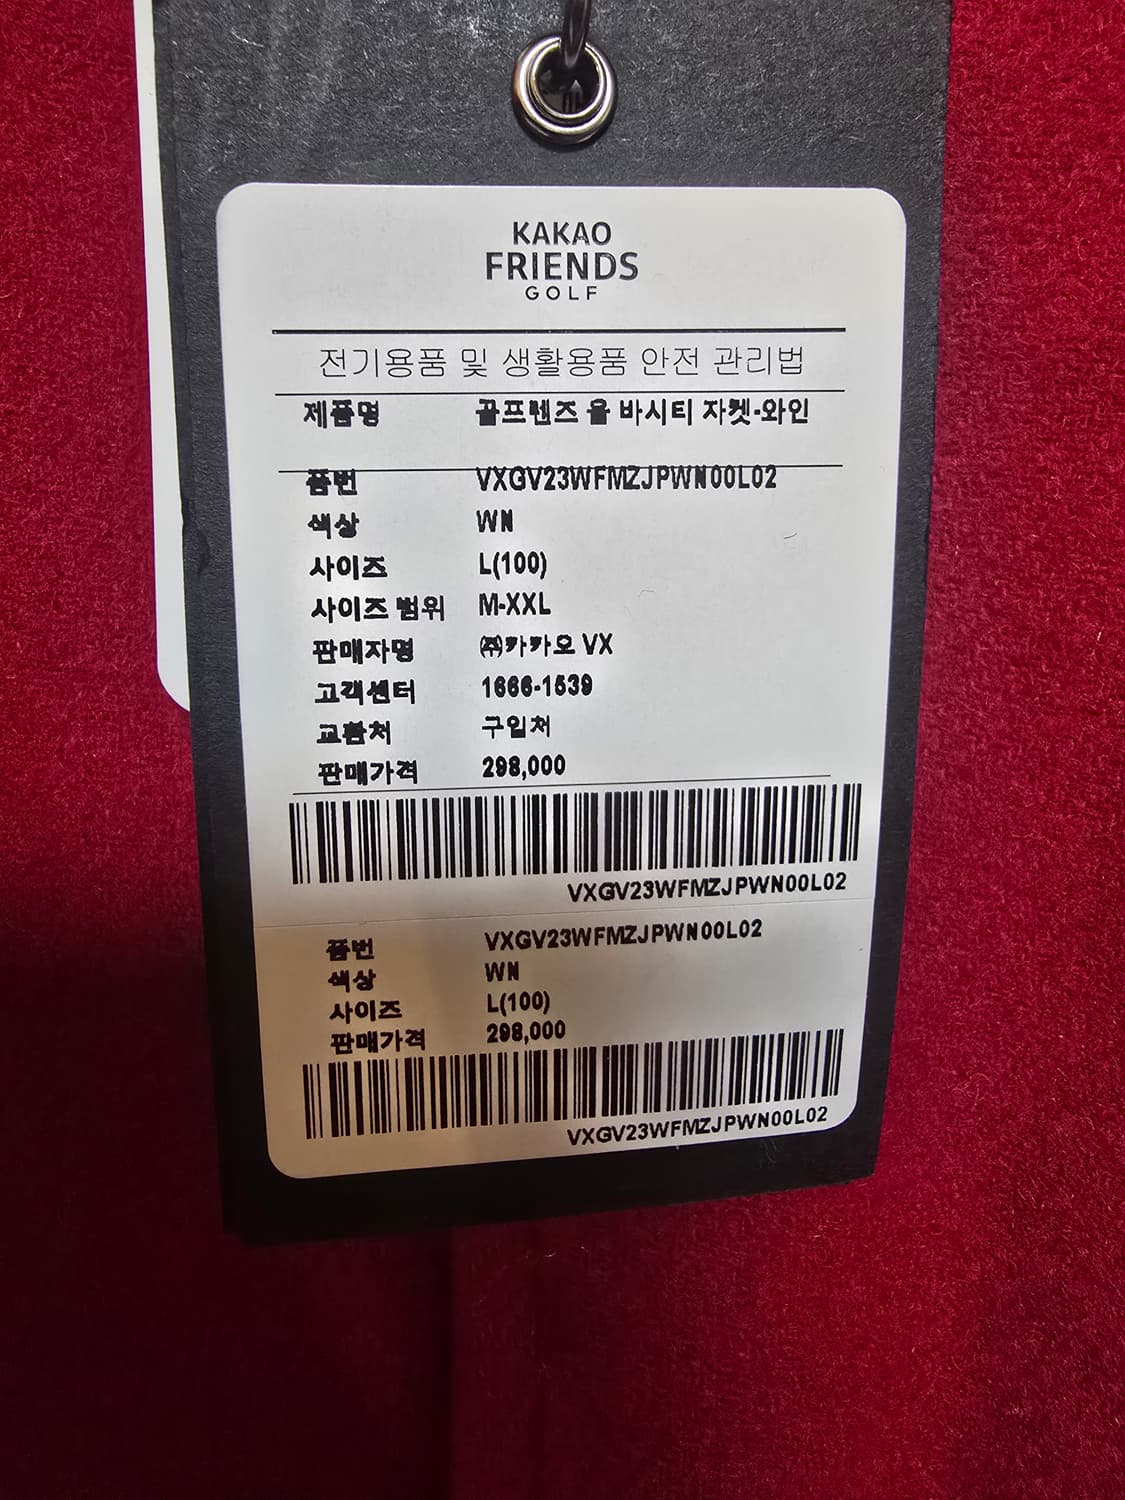 KAKAO
FRIENDS
GOLF
전기용품 및 생활용품 안전 관리법
제품명 골프렌즈 울 바시티 자켓-와인
품번 VXGV23WFMZJPWN00L02
색상 WN
사이즈 L(100)
사이즈 범위 M-XXL
판매자명 ㈜카카오 VX
고객센터 1666-1539
교환처 구입처
판매가격 298,000
VXGV23WFMZJPWN00L02
품번 VXGV23WFMZJPWN00L02
색상 WN
사이즈 L(100)
판매가격 298,000
VXGV23WFMZJPWN00L02